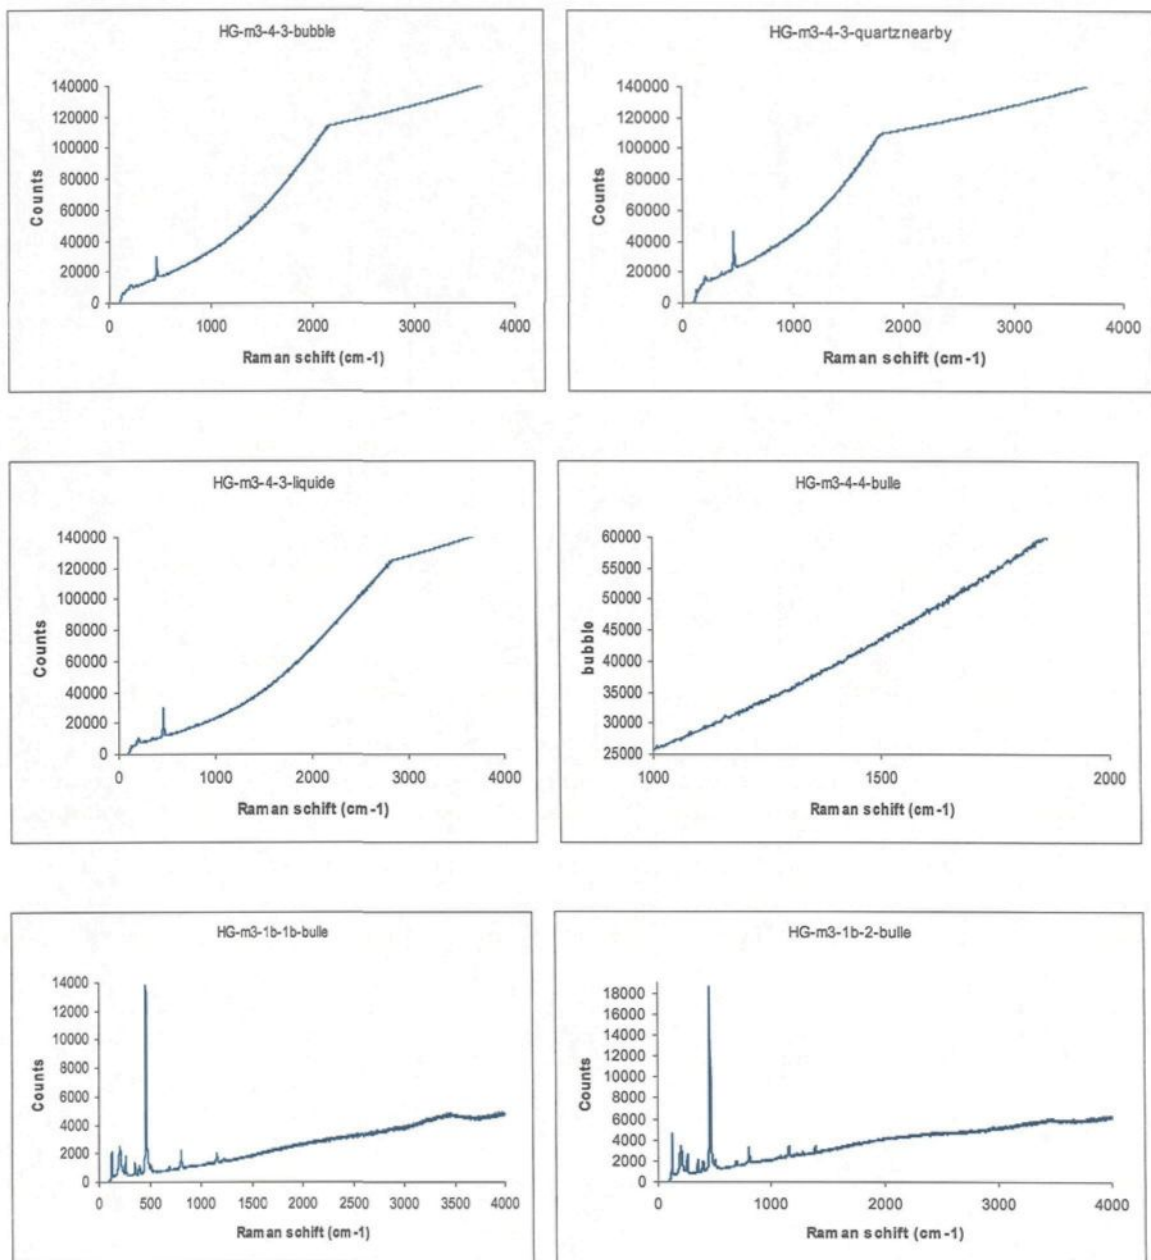 HG-m3-4-3-bubble
140000
120000
100000
80000
60000
40000
20000
0
Counts
0 1000 2000 3000 4000
Raman schift (cm-1)
HG-m3-4-3-quartznearby
140000
120000
100000
80000
60000
40000
20000
0
Counts
0 1000 2000 3000 4000
Raman schift (cm-1)
HG-m3-4-3-liquide
140000
120000
100000
80000
60000
40000
20000
0
Counts
0 1000 2000 3000 4000
Raman schift (cm-1)
HG-m3-4-4-bulle
60000
55000
50000
45000
40000
35000
30000
25000
bubble
1000 1500 2000
Raman schift (cm-1)
HG-m3-1b-1b-bulle
14000
12000
10000
8000
6000
4000
2000
0
Counts
0 500 1000 1500 2000 2500 3000 3500 4000
Raman schift (cm-1)
HG-m3-1b-2-bulle
18000
16000
14000
12000
10000
8000
6000
4000
2000
0
Counts
0 1000 2000 3000 4000
Raman schift (cm-1)